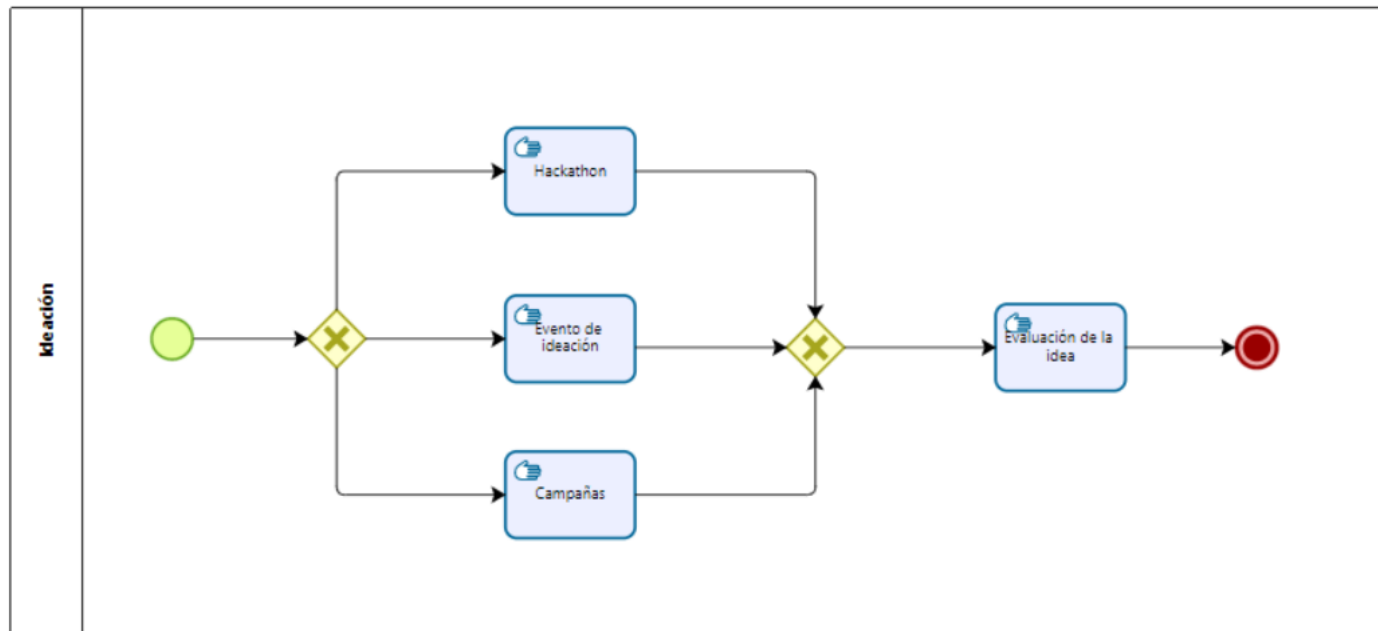 Ideación
Hackathon
Evento de
ideación
Campañas
Evaluación de la
idea